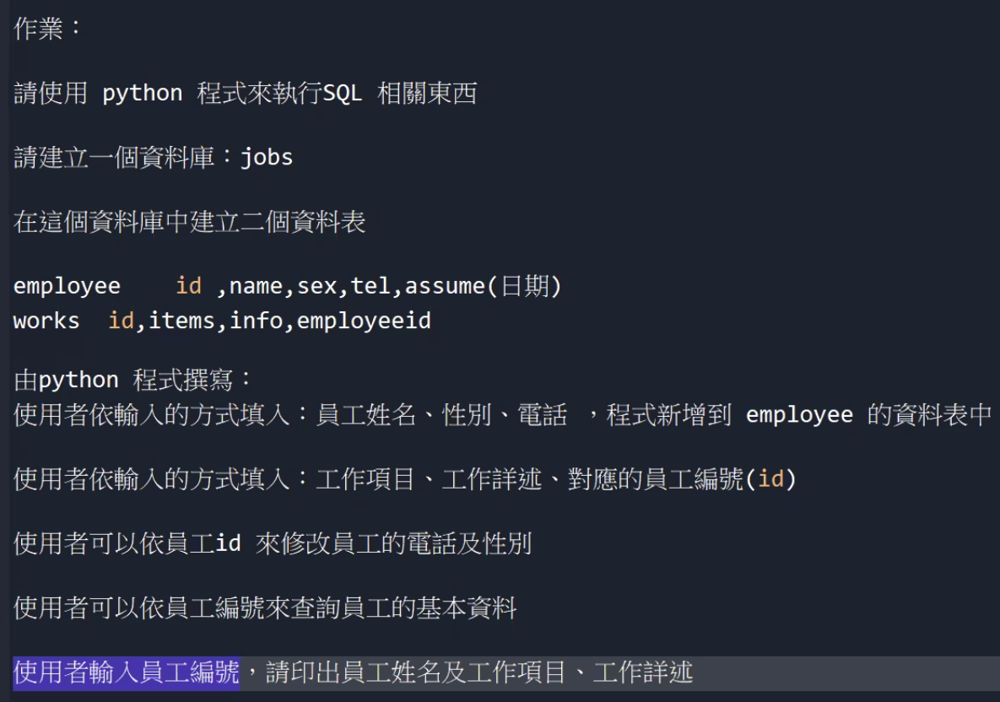 作業：
請使用 python 程式來執行SQL 相關東西
請建立一個資料庫：jobs
在這個資料庫中建立二個資料表
employee    id ,name,sex,tel,assume(日期)
works  id,items,info,employeeid
由python 程式撰寫：
使用者依輸入的方式填入：員工姓名、性別、電話 ，程式新增到 employee 的資料表中
使用者依輸入的方式填入：工作項目、工作詳述、對應的員工編號(id)
使用者可以依員工id 來修改員工的電話及性別
使用者可以依員工編號來查詢員工的基本資料
使用者輸入員工編號，請印出員工姓名及工作項目、工作詳述